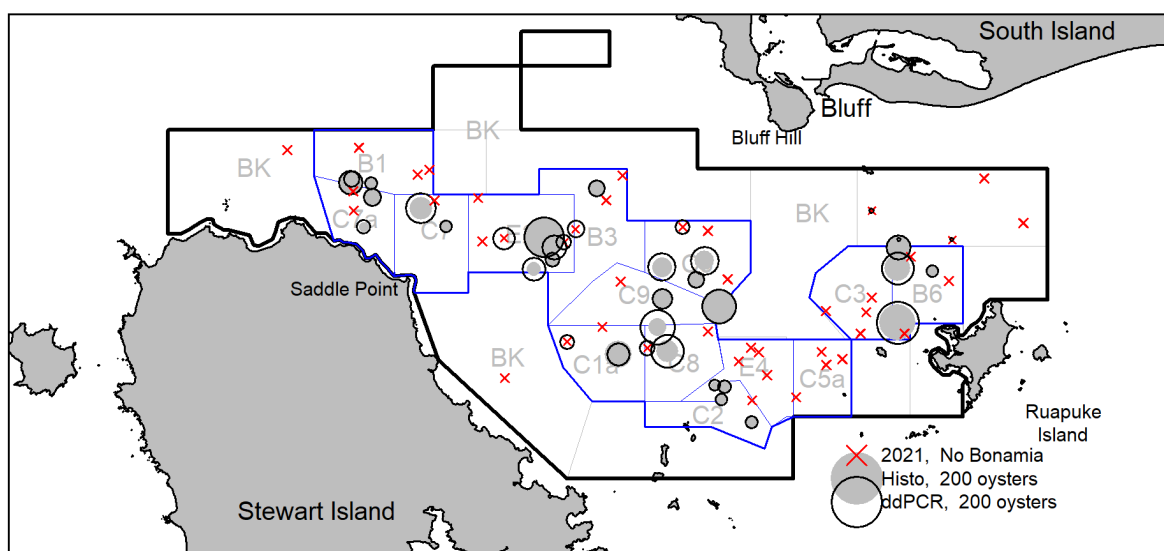 South Island
Bluff
Bluff Hill
BK
BK
B1
BK
C7a
C7
B3
C9
C3
B6
Saddle Point
BK
C1a
C8
E4
C5a
C2
Ruapuke
Island
2021, No Bonamia
Histo, 200 oysters
ddPCR, 200 oysters
Stewart Island